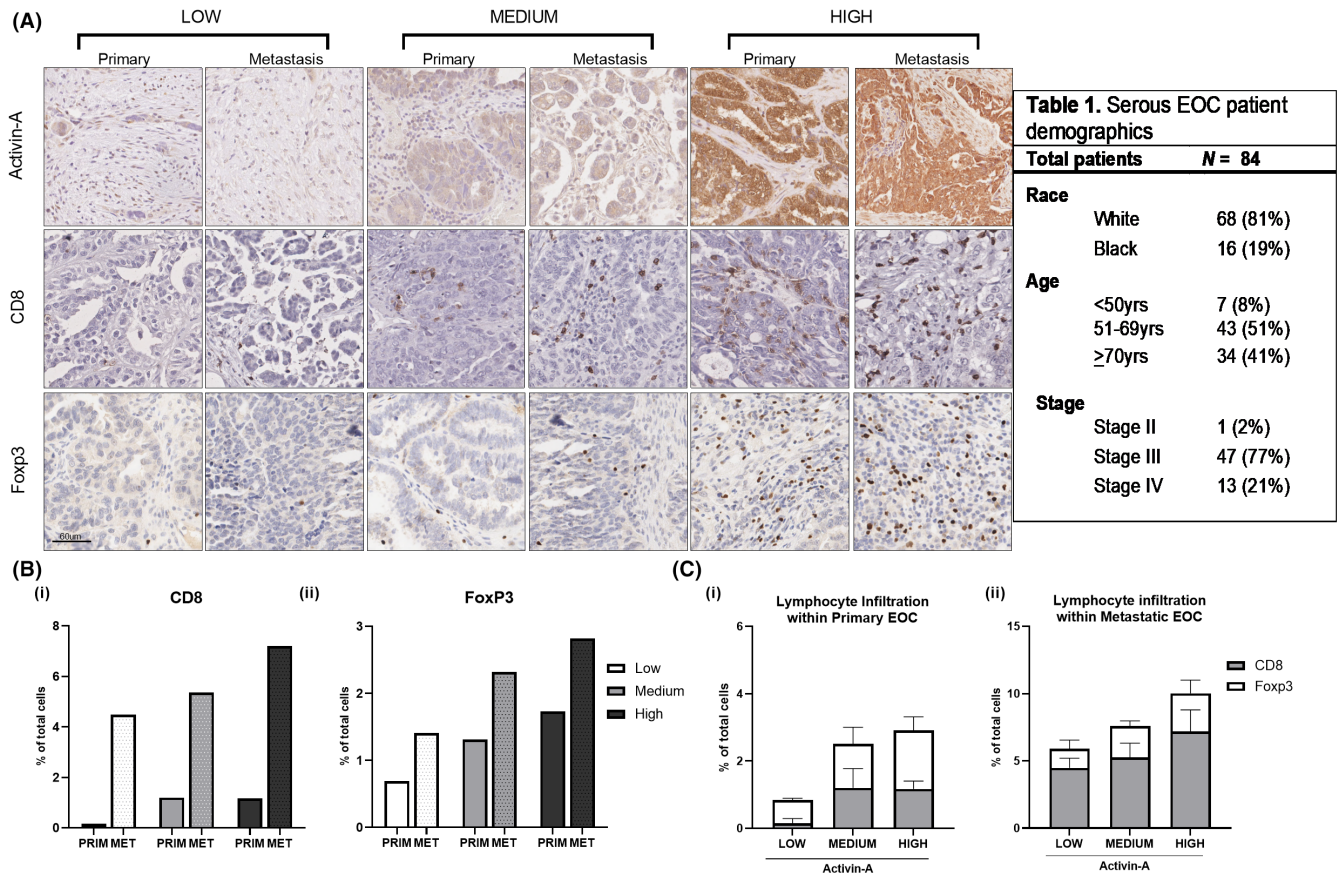 (A)
LOW MEDIUM HIGH
Primary Metastasis Primary Metastasis Primary Metastasis
Activin-A
CD8
Foxp3
60um
Table 1. Serous EOC patient
demographics
Total patients N = 84
Race
White 68 (81%)
Black 16 (19%)
Age
<50yrs 7 (8%)
51-69yrs 43 (51%)
≥70yrs 34 (41%)
Stage
Stage II 1 (2%)
Stage III 47 (77%)
Stage IV 13 (21%)
(B)
(i) CD8
% of total cells
8
6
4
2
0
PRIM MET PRIM MET PRIM MET
(ii) FoxP3
% of total cells
3
2
1
0
PRIM MET PRIM MET PRIM MET
Low
Medium
High
(C)
(i) Lymphocyte Infiltration
within Primary EOC
% of total cells
6
4
2
0
LOW MEDIUM HIGH
Activin-A
(ii) Lymphocyte infiltration
within Metastatic EOC
% of total cells
15
10
5
0
LOW MEDIUM HIGH
Activin-A
CD8
Foxp3